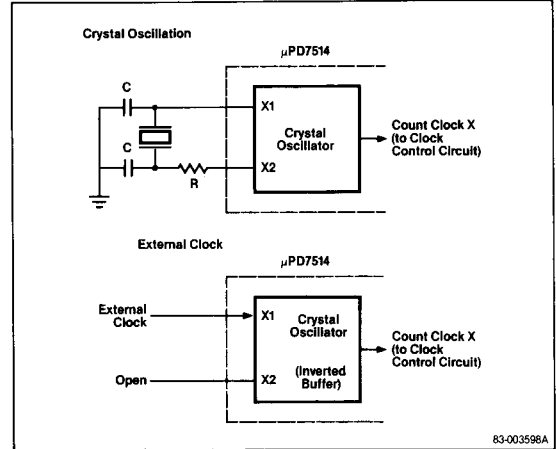 Crystal Oscillation
μPD7514
C
X1
Crystal
Oscillator
Count Clock X
(to Clock
Control Circuit)
C
X2
R
External Clock
μPD7514
External
Clock
X1
Crystal
Oscillator
(Inverted
Buffer)
Count Clock X
(to Clock
Control Circuit)
Open
X2
83-003598A